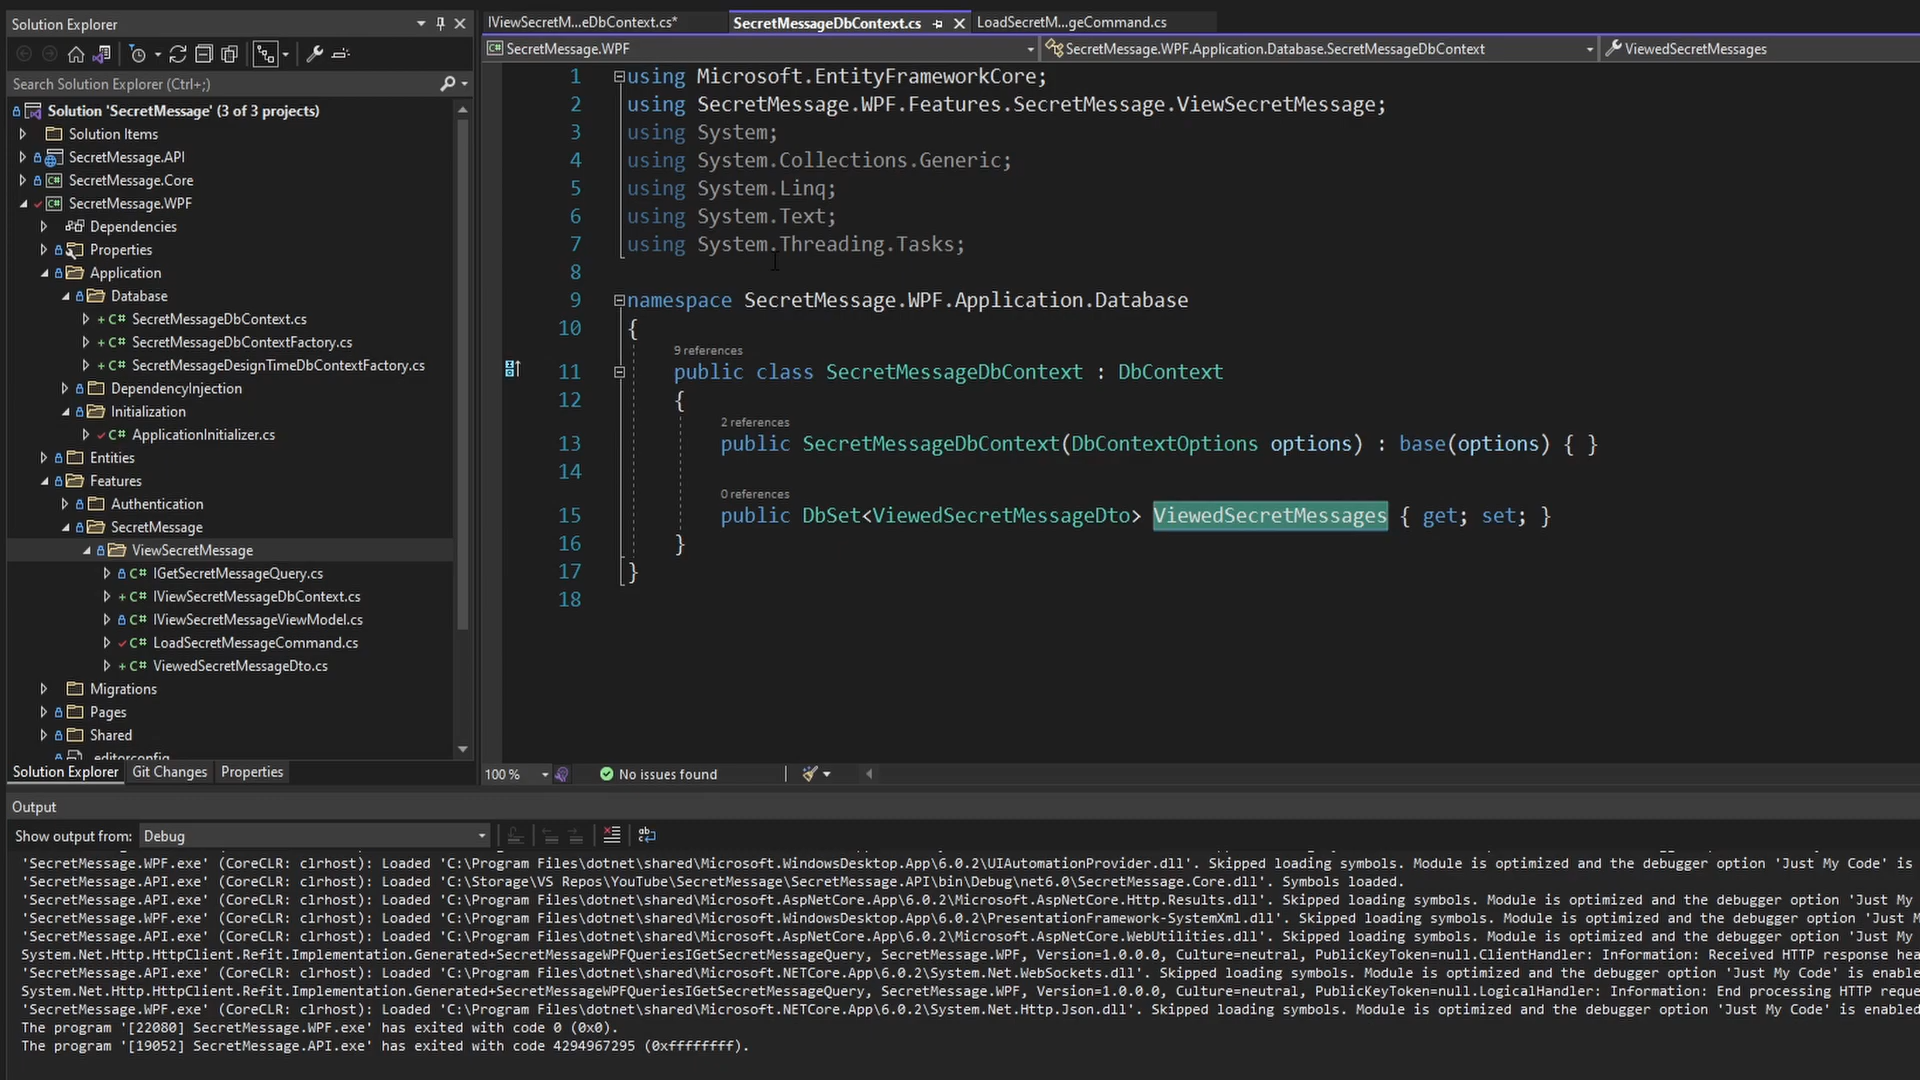 Solution Explorer
Search Solution Explorer (Ctrl+;)
Solution 'SecretMessage' (3 of 3 projects)
Solution Items
SecretMessage.API
SecretMessage.Core
SecretMessage.WPF
Dependencies
Properties
Application
Database
SecretMessageDbContext.cs
SecretMessageDbContextFactory.cs
SecretMessageDesignTimeDbContextFactory.cs
DependencyInjection
Initialization
ApplicationInitializer.cs
Entities
Features
Authentication
SecretMessage
ViewSecretMessage
IGetSecretMessageQuery.cs
IViewSecretMessageDbContext.cs
IViewSecretMessageViewModel.cs
LoadSecretMessageCommand.cs
ViewedSecretMessageDto.cs
Migrations
Pages
Shared
.editorconfig
Solution Explorer Git Changes Properties
IViewSecretM...eDbContext.cs* SecretMessageDbContext.cs LoadSecretM...geCommand.cs
SecretMessage.WPF SecretMessage.WPF.Application.Database.SecretMessageDbContext ViewedSecretMessages
1 using Microsoft.EntityFrameworkCore;
2 using SecretMessage.WPF.Features.SecretMessage.ViewSecretMessage;
3 using System;
4 using System.Collections.Generic;
5 using System.Linq;
6 using System.Text;
7 using System.Threading.Tasks;
8
9 namespace SecretMessage.WPF.Application.Database
10 {
9 references
11 public class SecretMessageDbContext : DbContext
12 {
2 references
13 public SecretMessageDbContext(DbContextOptions options) : base(options) { }
14
0 references
15 public DbSet<ViewedSecretMessageDto> ViewedSecretMessages { get; set; }
16 }
17 }
18
100 % No issues found
Output
Show output from: Debug
'SecretMessage.WPF.exe' (CoreCLR: clrhost): Loaded 'C:\Program Files\dotnet\shared\Microsoft.WindowsDesktop.App\6.0.2\UIAutomationProvider.dll'. Skipped loading symbols. Module is optimized and the debugger option 'Just My Code' is
'SecretMessage.API.exe' (CoreCLR: clrhost): Loaded 'C:\Storage\VS Repos\YouTube\SecretMessage\SecretMessage.API\bin\Debug\net6.0\SecretMessage.Core.dll'. Symbols loaded.
'SecretMessage.API.exe' (CoreCLR: clrhost): Loaded 'C:\Program Files\dotnet\shared\Microsoft.AspNetCore.App\6.0.2\Microsoft.AspNetCore.Http.Results.dll'. Skipped loading symbols. Module is optimized and the debugger option 'Just My
'SecretMessage.WPF.exe' (CoreCLR: clrhost): Loaded 'C:\Program Files\dotnet\shared\Microsoft.WindowsDesktop.App\6.0.2\PresentationFramework-SystemXml.dll'. Skipped loading symbols. Module is optimized and the debugger option 'Just M
'SecretMessage.API.exe' (CoreCLR: clrhost): Loaded 'C:\Program Files\dotnet\shared\Microsoft.AspNetCore.App\6.0.2\Microsoft.AspNetCore.WebUtilities.dll'. Skipped loading symbols. Module is optimized and the debugger option 'Just My
System.Net.Http.HttpClient.Refit.Implementation.Generated+SecretMessageWPFQueriesIGetSecretMessageQuery, SecretMessage.WPF, Version=1.0.0.0, Culture=neutral, PublicKeyToken=null.ClientHandler: Information: Received HTTP response hea
'SecretMessage.API.exe' (CoreCLR: clrhost): Loaded 'C:\Program Files\dotnet\shared\Microsoft.NETCore.App\6.0.2\System.Net.WebSockets.dll'. Skipped loading symbols. Module is optimized and the debugger option 'Just My Code' is enable
System.Net.Http.HttpClient.Refit.Implementation.Generated+SecretMessageWPFQueriesIGetSecretMessageQuery, SecretMessage.WPF, Version=1.0.0.0, Culture=neutral, PublicKeyToken=null.LogicalHandler: Information: End processing HTTP reque
'SecretMessage.WPF.exe' (CoreCLR: clrhost): Loaded 'C:\Program Files\dotnet\shared\Microsoft.NETCore.App\6.0.2\System.Net.Http.Json.dll'. Skipped loading symbols. Module is optimized and the debugger option 'Just My Code' is enabled
The program '[22080] SecretMessage.WPF.exe' has exited with code 0 (0x0).
The program '[19052] SecretMessage.API.exe' has exited with code 4294967295 (0xffffffff).